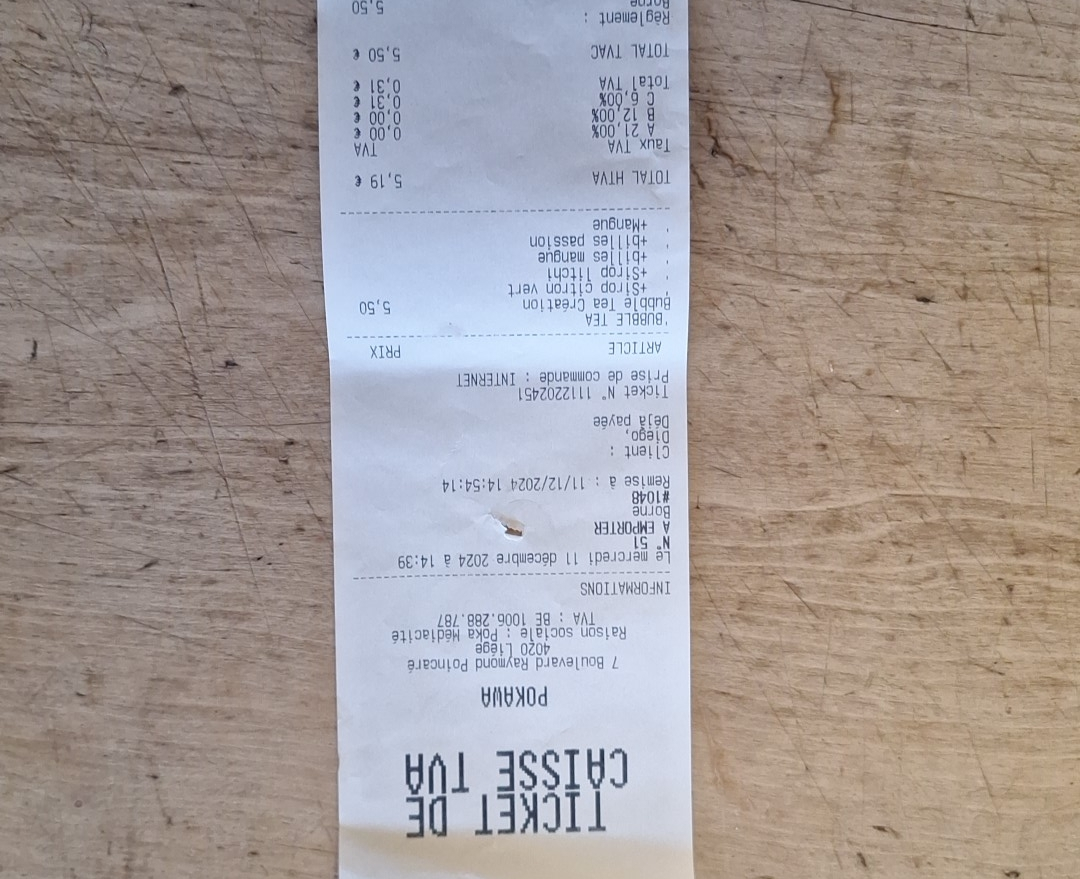 TICKET DE
CAISSE TVA
POKAWA
7 Boulevard Raymond Poincaré
4020 Liége
Raison sociale : Poka Médiacité
TVA : BE 1006.288.787
INFORMATIONS
Le mercredi 11 décembre 2024 à 14:39
N° 51
A EMPORTER
Borne
#1048
Remise à : 11/12/2024 14:54:14
Client :
Diego,
Déjà payée
Ticket N° 1112202451
Prise de commande : INTERNET
ARTICLE PRIX
'BUBBLE TEA
Bubble Tea Création 5,50
' +Sirop citron vert
' +Sirop litchi
' +billes mangue
' +billes passion
' +Mangue
TOTAL HTVA 5,19 €
Taux TVA TVA
A 21,00% 0,00 €
B 12,00% 0,00 €
C 6,00% 0,31 €
Total TVA 0,31 €
TOTAL TVAC 5,50 €
Règlement :
Borne 5,50